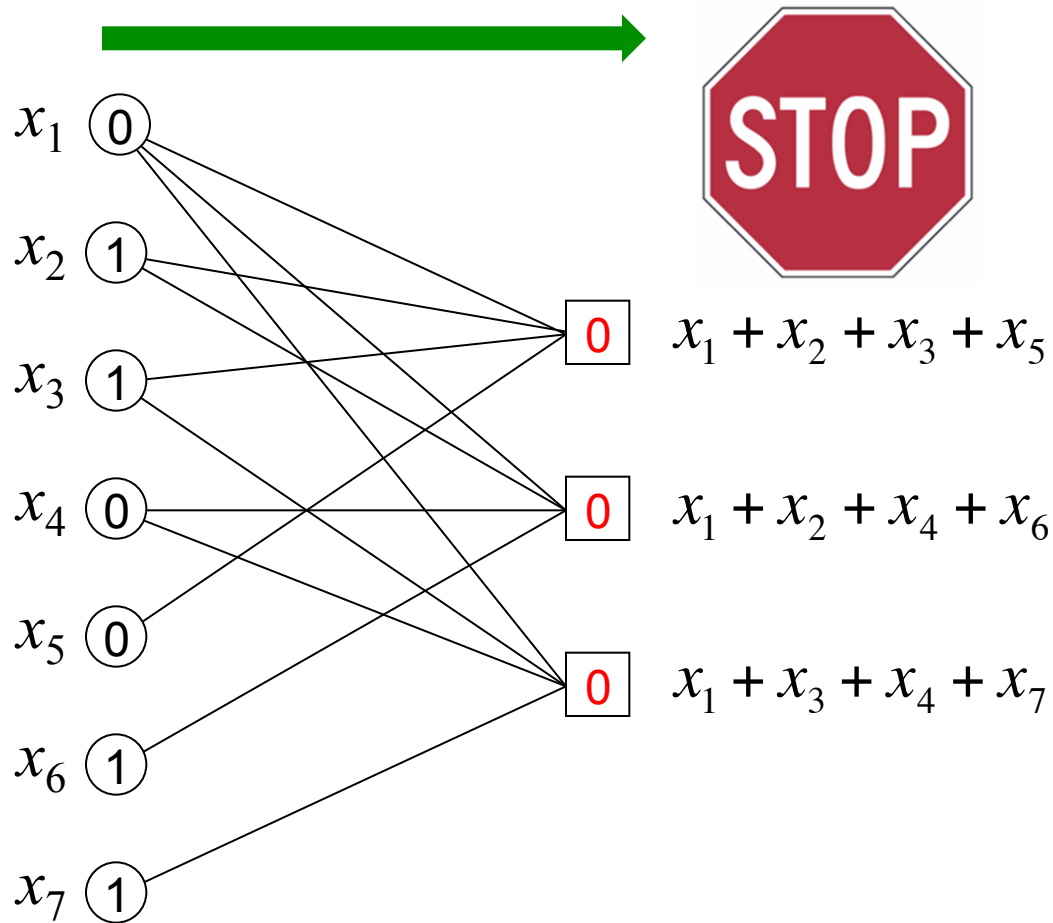 STOP
x1 0
x2 1
0 x1 + x2 + x3 + x5
x3 1
x4 0
0 x1 + x2 + x4 + x6
x5 0
0 x1 + x3 + x4 + x7
x6 1
x7 1